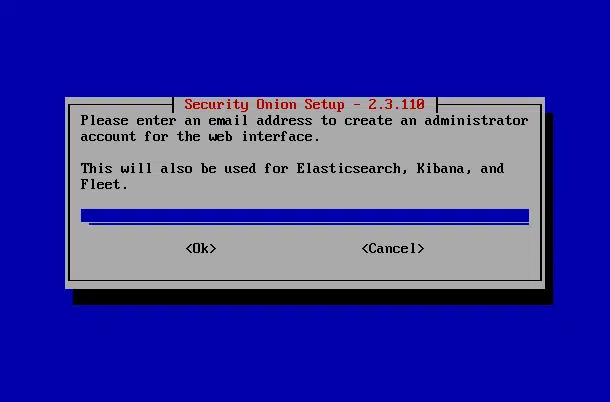 Security Onion Setup - 2.3.110
Please enter an email address to create an administrator
account for the web interface.
This will also be used for Elasticsearch, Kibana, and
Fleet.
<Ok> <Cancel>